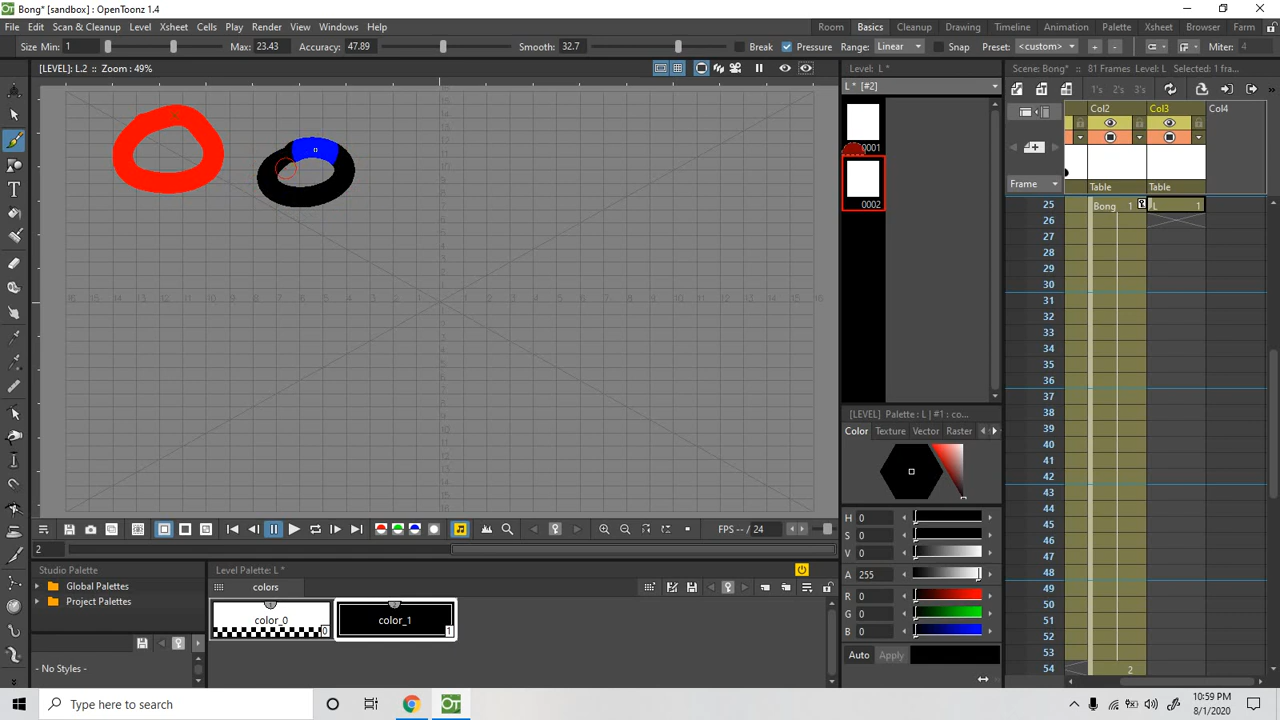 Bong* [sandbox] : OpenToonz 1.4
File Edit Scan & Cleanup Level Xsheet Cells Play Render View Windows Help
Room Basics Cleanup Drawing Timeline Animation Palette Xsheet Browser Farm
Size Min: 1 Max: 23.43 Accuracy: 47.89 Smooth: 32.7 Break Pressure Range: Linear Snap Preset: <custom> + - Miter: 4
[LEVEL]: L.2 :: Zoom : 49%
Level: L *
Scene: Bong* :: 81 Frames Level: L Selected: 1 fra...
L * [#2]
1's 2's 3's
0001
0002
Col2 Col3 Col4
Table Table
Frame
25 Bong 1 L 1
26
27
28
29
30
31
32
33
34
35
36
37
38
39
40
41
42
43
44
45
46
47
48
49
50
51
52
53
54 2
[LEVEL] Palette : L | #1 : co...
Color Texture Vector Raster
H 0
S 0
V 0
A 255
R 0
G 0
B 0
Auto Apply
FPS -- / 24
2
Studio Palette
Global Palettes
Project Palettes
- No Styles -
Level Palette: L *
colors
color_0 0
color_1 1
Type here to search
10:59 PM
8/1/2020